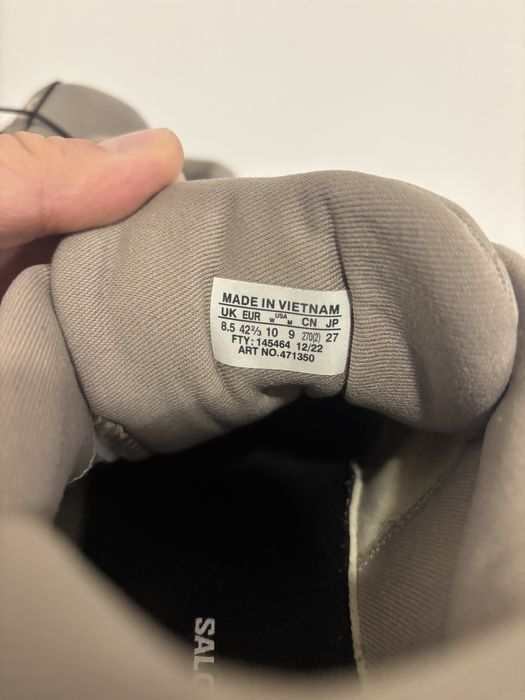 MADE IN VIETNAM
UK EUR USA W M CN JP
8.5 42⅔ 10 9 270(2) 27
FTY: 145464 12/22
ART NO.471350
SALO